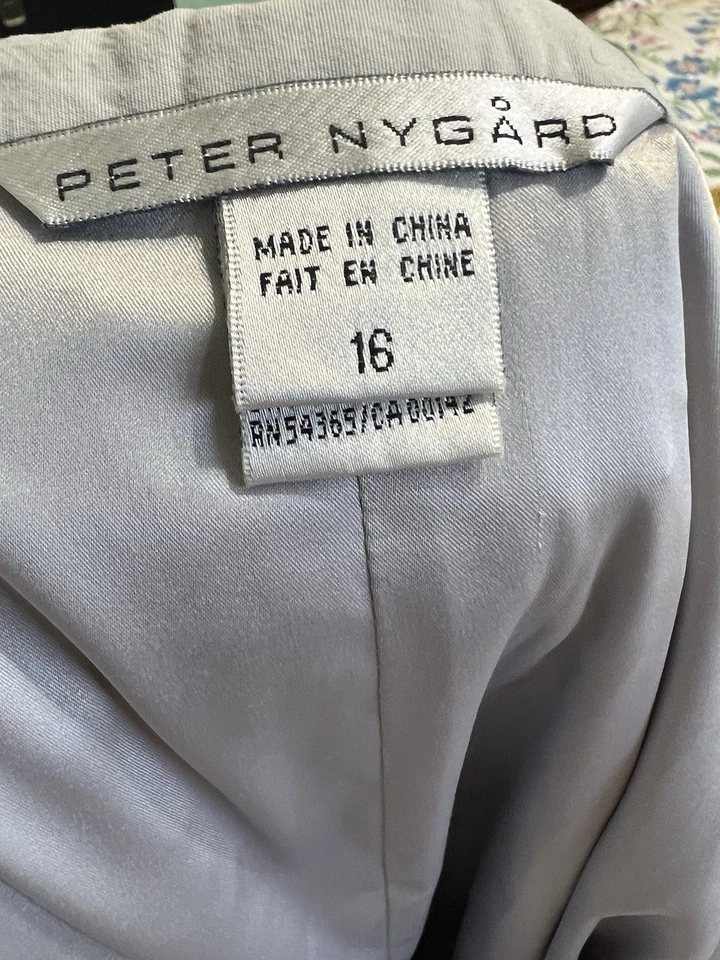 PETER NYGÅRD
MADE IN CHINA
FAIT EN CHINE
16
RN54365/CA00142